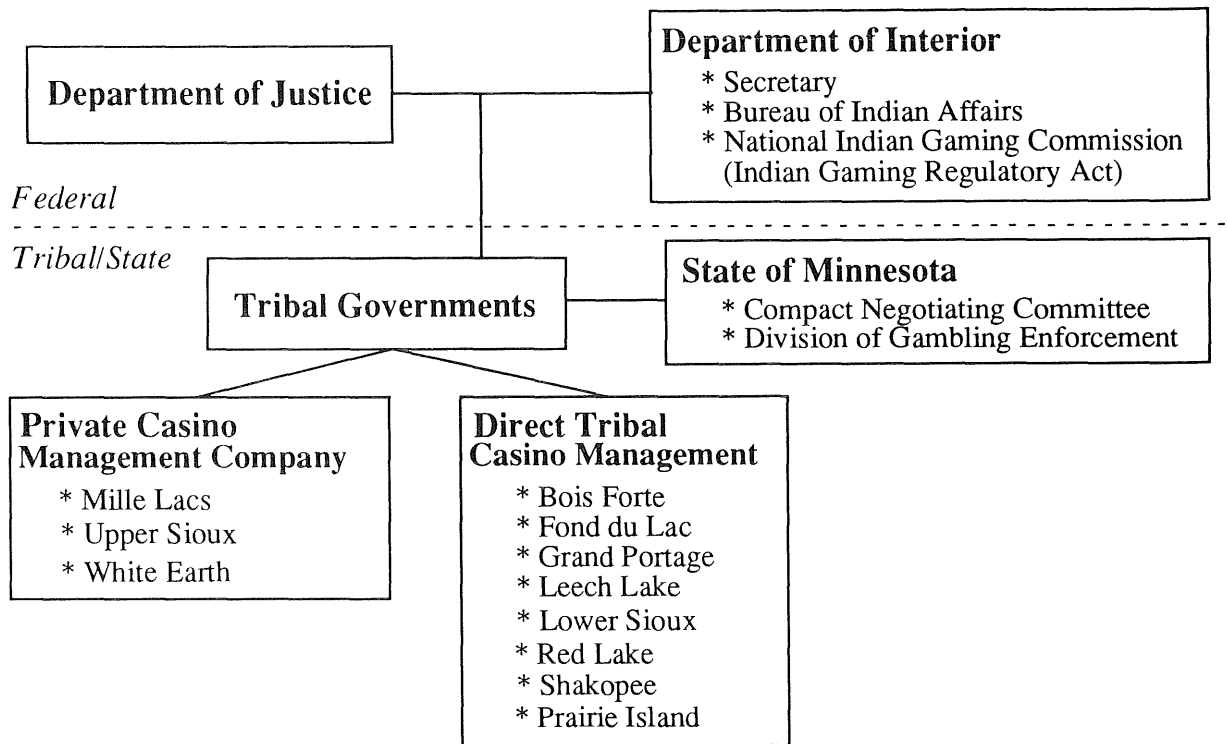 Department of Justice
Department of Interior
* Secretary
* Bureau of Indian Affairs
* National Indian Gaming Commission
(Indian Gaming Regulatory Act)
Federal
Tribal/State
Tribal Governments
State of Minnesota
* Compact Negotiating Committee
* Division of Gambling Enforcement
Private Casino
Management Company
* Mille Lacs
* Upper Sioux
* White Earth
Direct Tribal
Casino Management
* Bois Forte
* Fond du Lac
* Grand Portage
* Leech Lake
* Lower Sioux
* Red Lake
* Shakopee
* Prairie Island